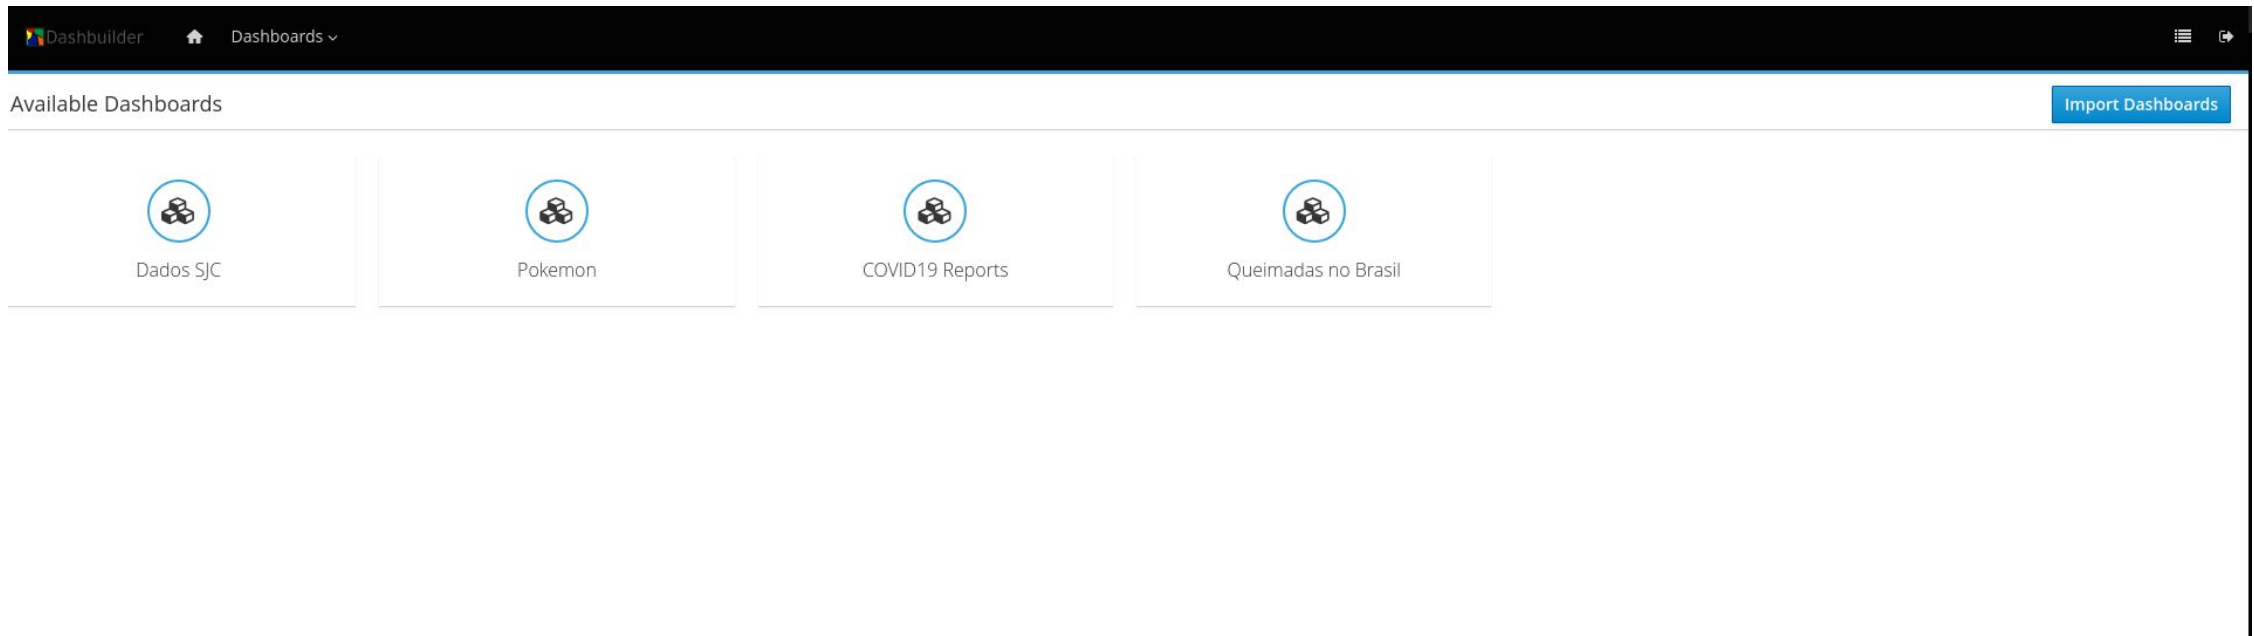 Dashbuilder Dashboards
Available Dashboards Import Dashboards
Dados SJC Pokemon COVID19 Reports Queimadas no Brasil